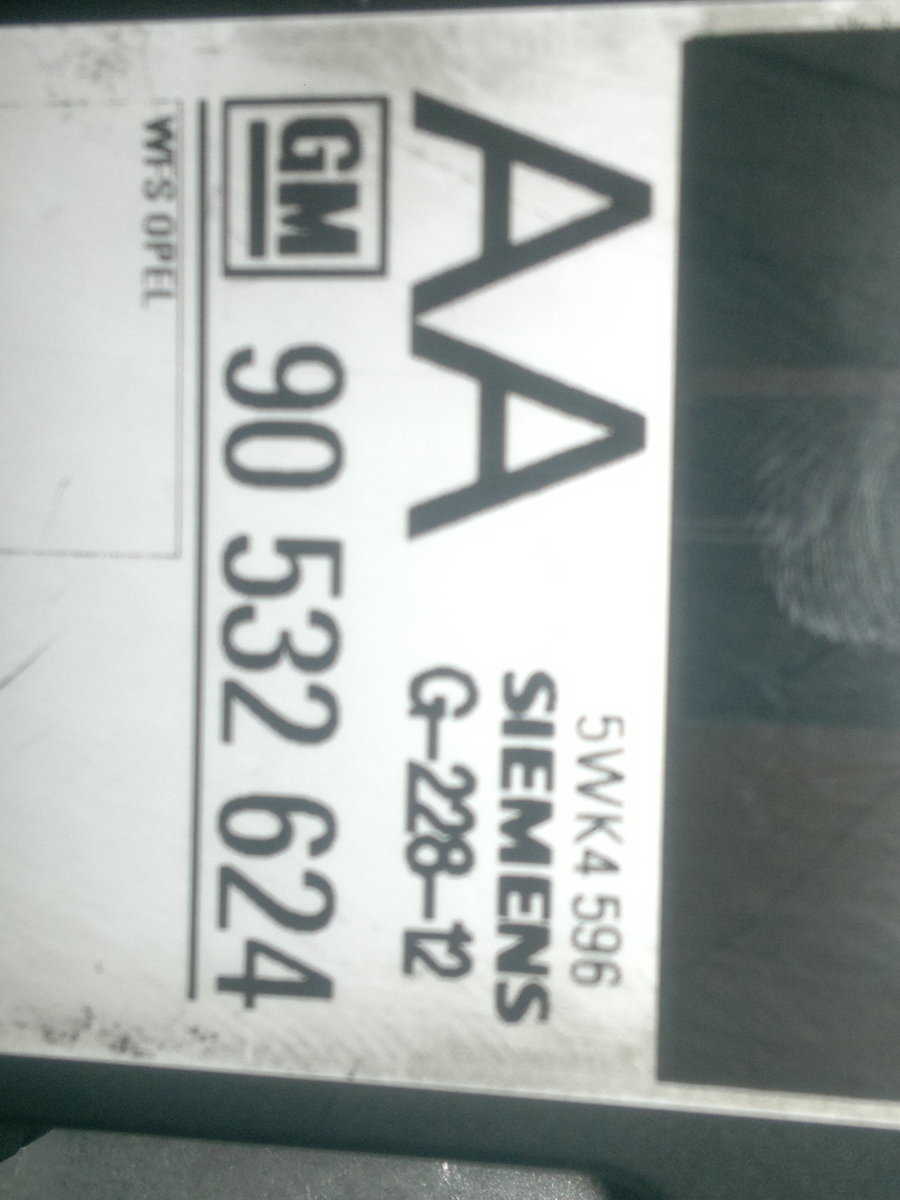 5WK4 596
AA SIEMENS
G-228-12
GM 90 532 624
WFS OPEL